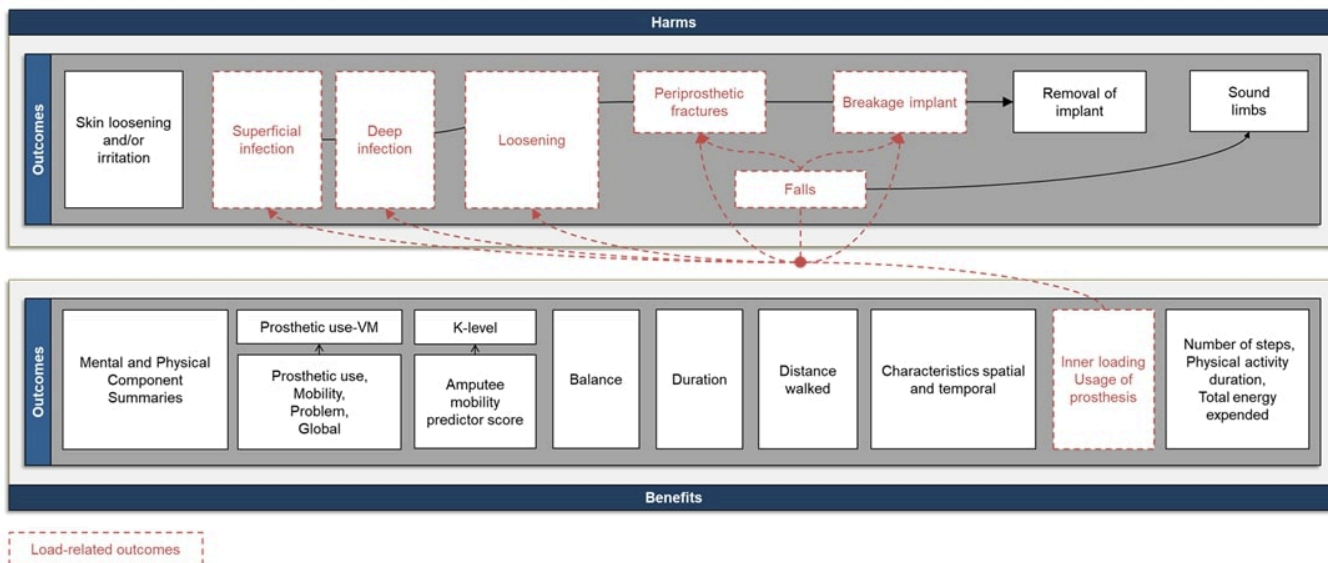 Harms
Outcomes
Skin loosening
and/or
irritation
Superficial
infection
Deep
infection
Loosening
Periprosthetic
fractures
Breakage implant
Removal of
implant
Sound
limbs
Falls
Outcomes
Mental and Physical
Component
Summaries
Prosthetic use-VM
Prosthetic use,
Mobility,
Problem,
Global
K-level
Amputee
mobility
predictor score
Balance
Duration
Distance
walked
Characteristics spatial
and temporal
Inner loading
Usage of
prosthesis
Number of steps,
Physical activity
duration,
Total energy
expended
Benefits
Load-related outcomes